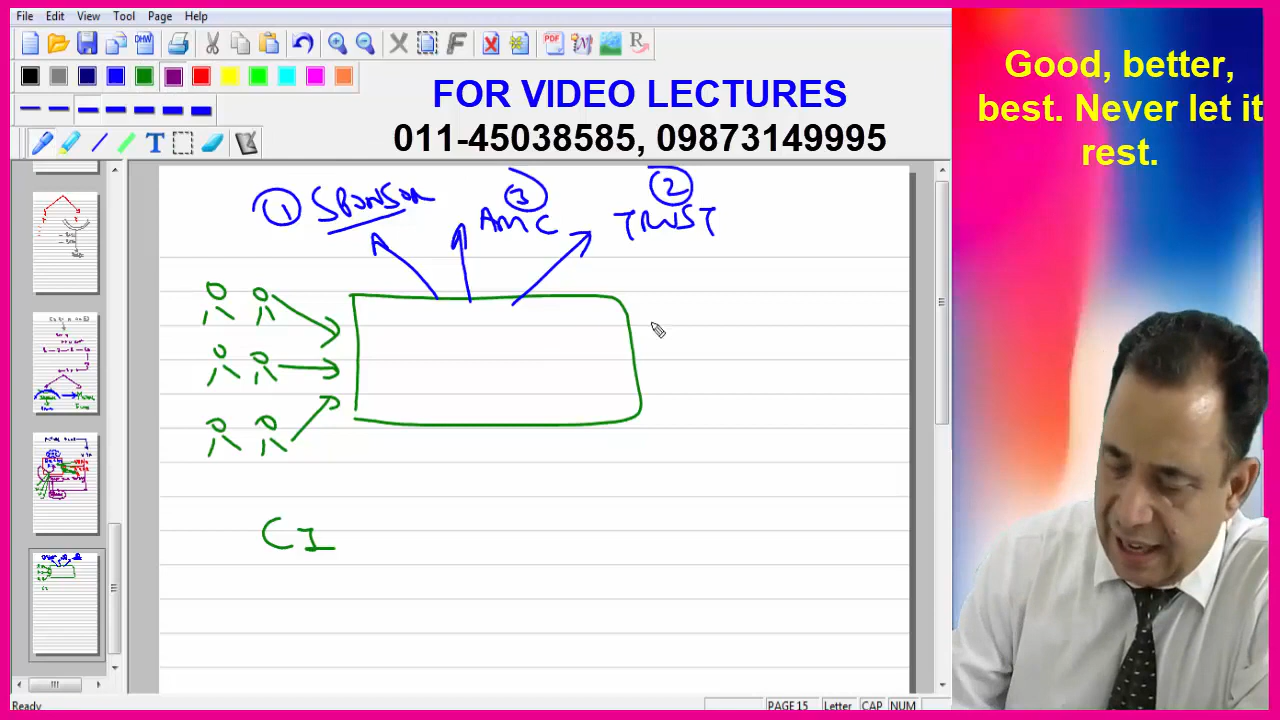 File Edit View Tool Page Help
FOR VIDEO LECTURES
011-45038585, 09873149995
Good, better,
best. Never let it
rest.
① SPONSOR
③
AMC
②
TRUST
CI
Ready
PAGE 15 Letter CAP NUM